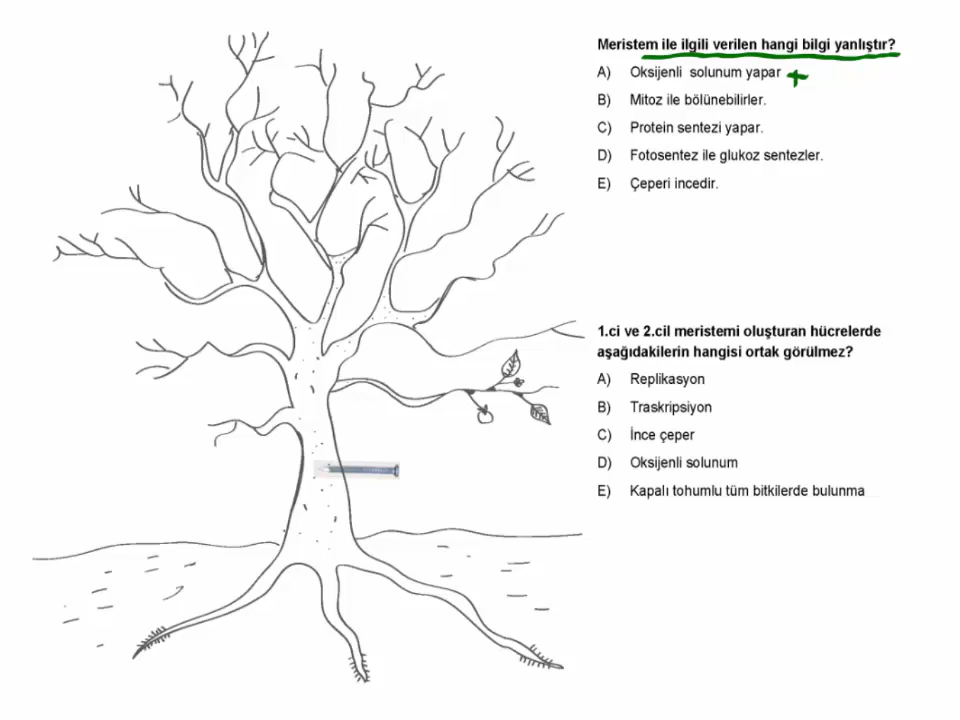 Meristem ile ilgili verilen hangi bilgi yanlıştır?
A) Oksijenli solunum yapar
B) Mitoz ile bölünebilirler.
C) Protein sentezi yapar.
D) Fotosentez ile glukoz sentezler.
E) Çeperi incedir.
1.ci ve 2.cil meristemi oluşturan hücrelerde
aşağıdakilerin hangisi ortak görülmez?
A) Replikasyon
B) Traskripsiyon
C) İnce çeper
D) Oksijenli solunum
E) Kapalı tohumlu tüm bitkilerde bulunma